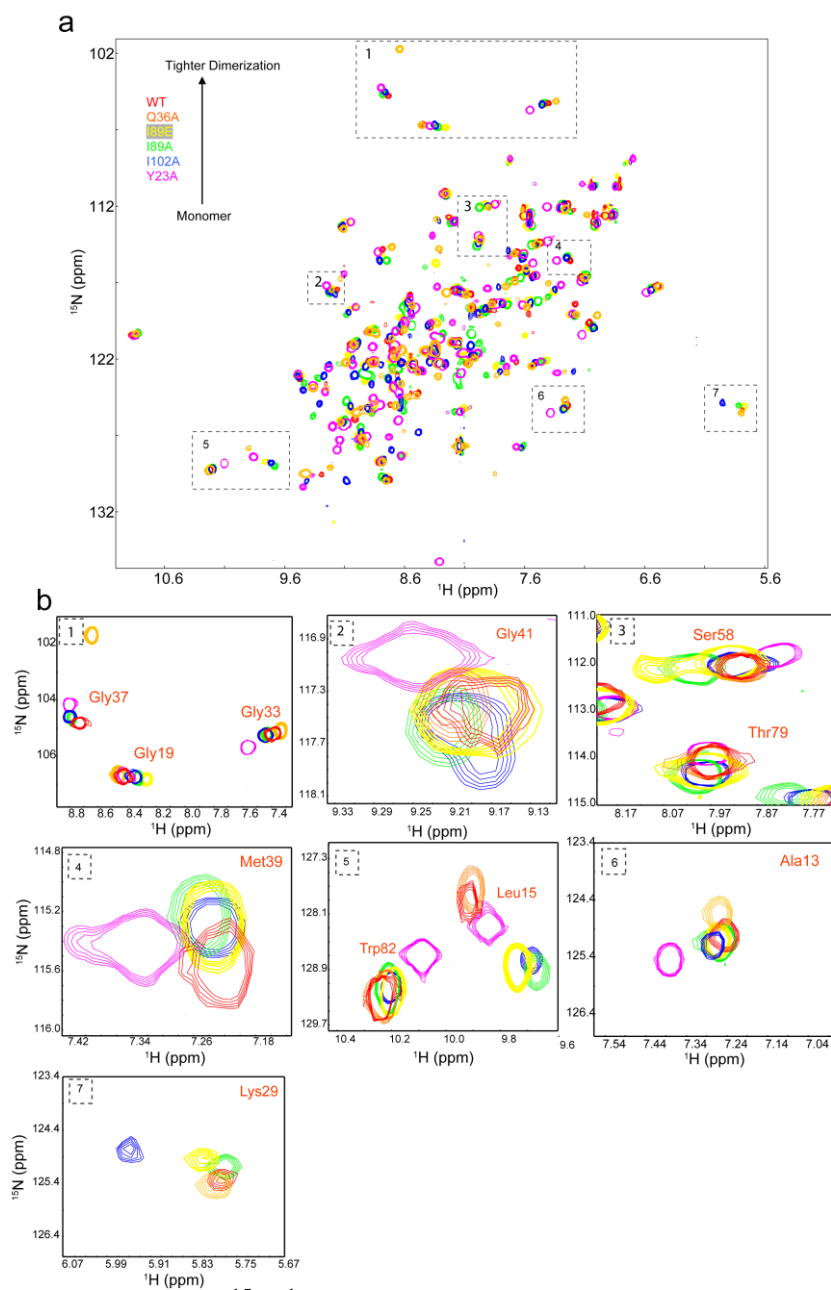 a
102
112
122
132
¹⁵N (ppm)
Tighter Dimerization
WT
Q36A
I89E
I89A
I102A
Y23A
Monomer
1
2
3
4
5
6
7
10.6 9.6 8.6 7.6 6.6 5.6
¹H (ppm)
b
1
102
104
106
¹⁵N (ppm)
Gly37
Gly19
Gly33
8.8 8.6 8.4 8.2 8.0 7.8 7.6 7.4
¹H (ppm)
2
116.9
117.3
117.7
118.1
Gly41
9.33 9.29 9.25 9.21 9.17 9.13
¹H (ppm)
3
111.0
112.0
113.0
114.0
115.0
Ser58
Thr79
8.17 8.07 7.97 7.87 7.77
¹H (ppm)
4
114.8
115.2
115.6
116.0
¹⁵N (ppm)
Met39
7.42 7.34 7.26 7.18
¹H (ppm)
5
127.3
128.1
128.9
129.7
Leu15
Trp82
10.4 10.2 10.0 9.8 9.6
¹H (ppm)
6
123.4
124.4
125.4
126.4
Ala13
7.54 7.44 7.34 7.24 7.14 7.04
¹H (ppm)
7
123.4
124.4
125.4
126.4
¹⁵N (ppm)
Lys29
6.07 5.99 5.91 5.83 5.75 5.67
¹H (ppm)